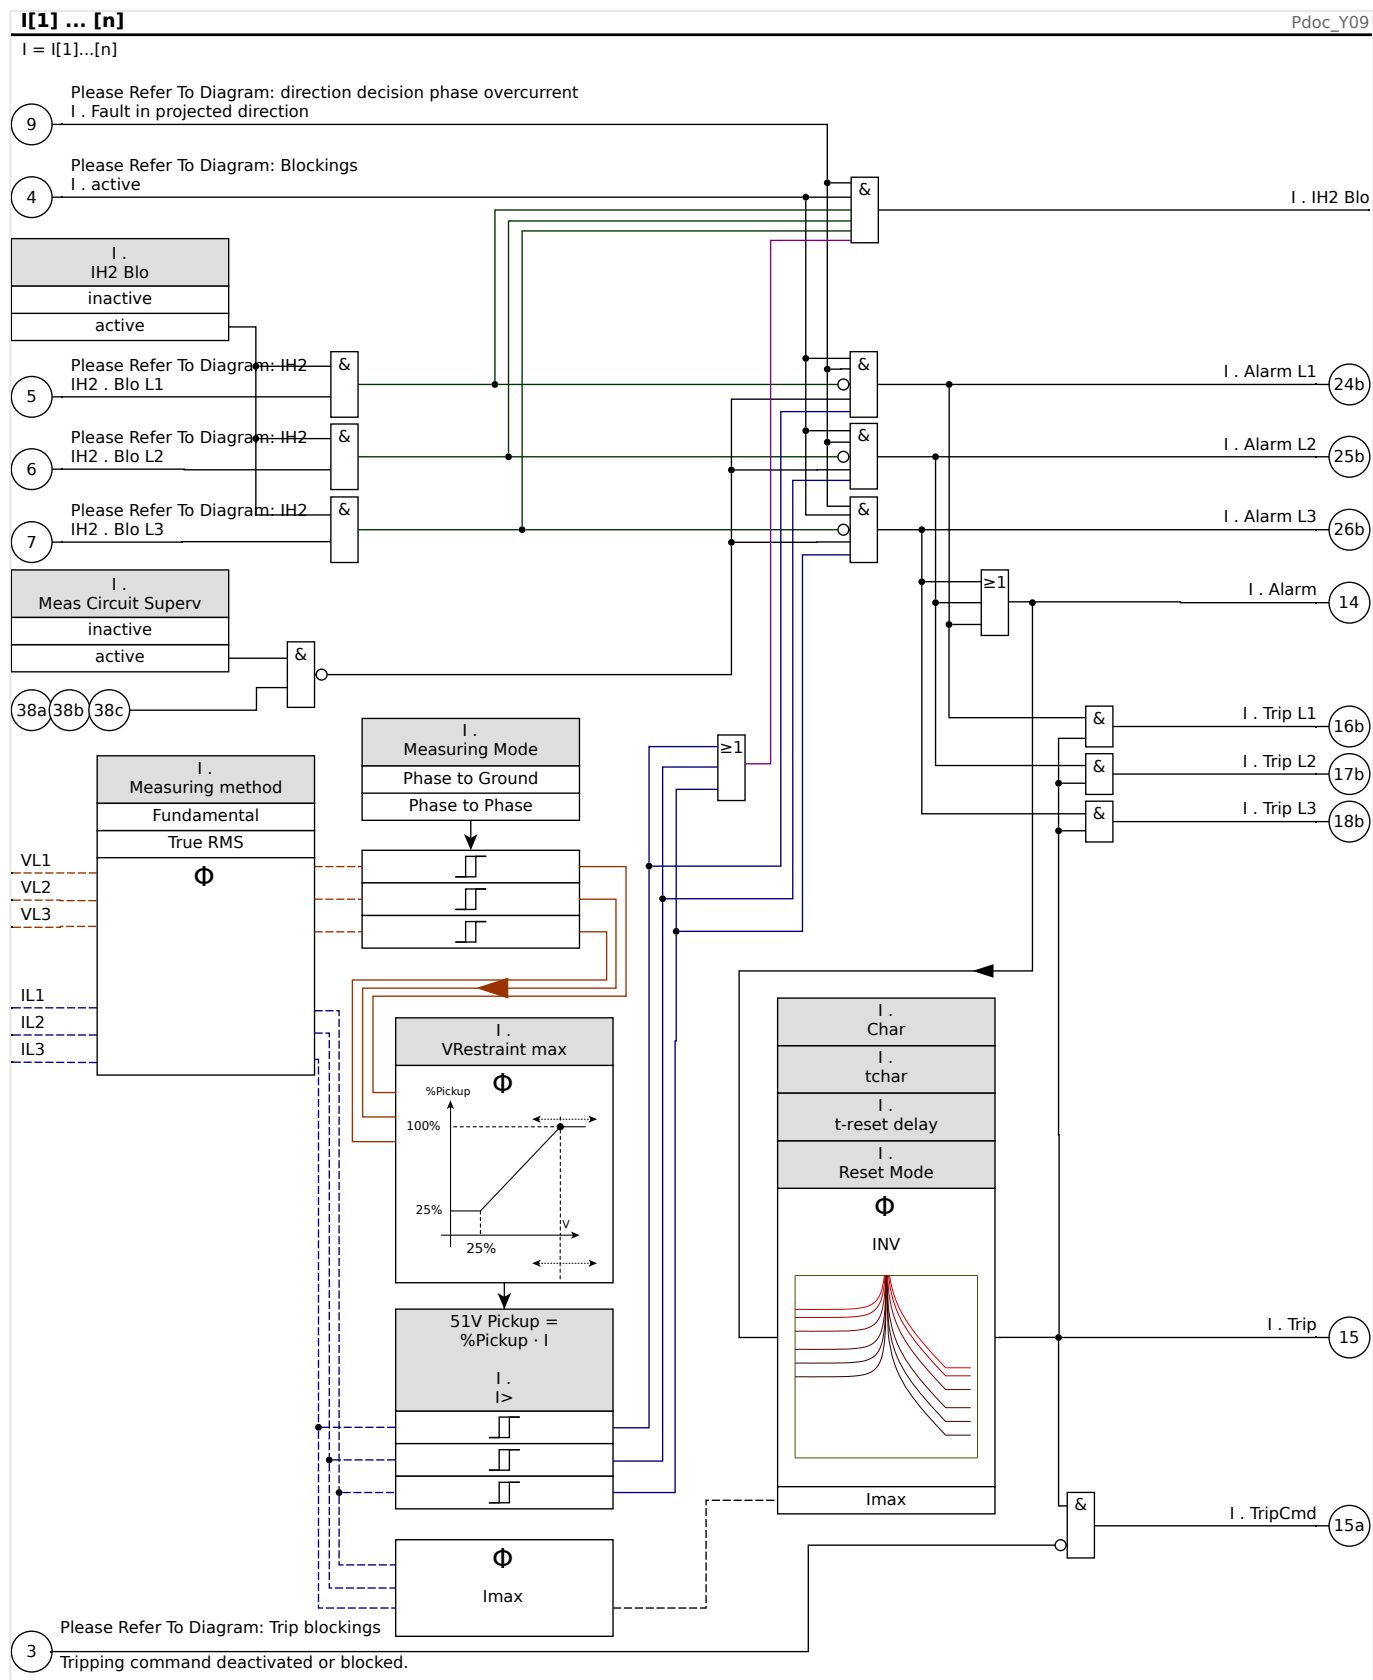 I[1] ... [n]
Pdoc_Y09
I = I[1]...[n]
Please Refer To Diagram: direction decision phase overcurrent
I . Fault in projected direction
9
Please Refer To Diagram: Blockings
I . active
4
&
I . IH2 Blo
I .
IH2 Blo
inactive
active
Please Refer To Diagram: IH2
IH2 . Blo L1
5
&
&
I . Alarm L1
24b
Please Refer To Diagram: IH2
IH2 . Blo L2
6
&
&
I . Alarm L2
25b
Please Refer To Diagram: IH2
IH2 . Blo L3
7
&
&
I . Alarm L3
26b
I .
Meas Circuit Superv
inactive
active
&
38a
38b
38c
≥1
I . Alarm
14
&
I . Trip L1
16b
&
I . Trip L2
17b
&
I . Trip L3
18b
I .
Measuring Mode
Phase to Ground
Phase to Phase
≥1
I .
Measuring method
Fundamental
True RMS
Φ
VL1
VL2
VL3
IL1
IL2
IL3
I .
VRestraint max
Φ
%Pickup
100%
25%
V
25%
I .
Char
I .
tchar
I .
t-reset delay
I .
Reset Mode
Φ
INV
Imax
51V Pickup =
%Pickup · I
I .
I>
I . Trip
15
&
I . TripCmd
15a
Φ
Imax
Please Refer To Diagram: Trip blockings
3
Tripping command deactivated or blocked.